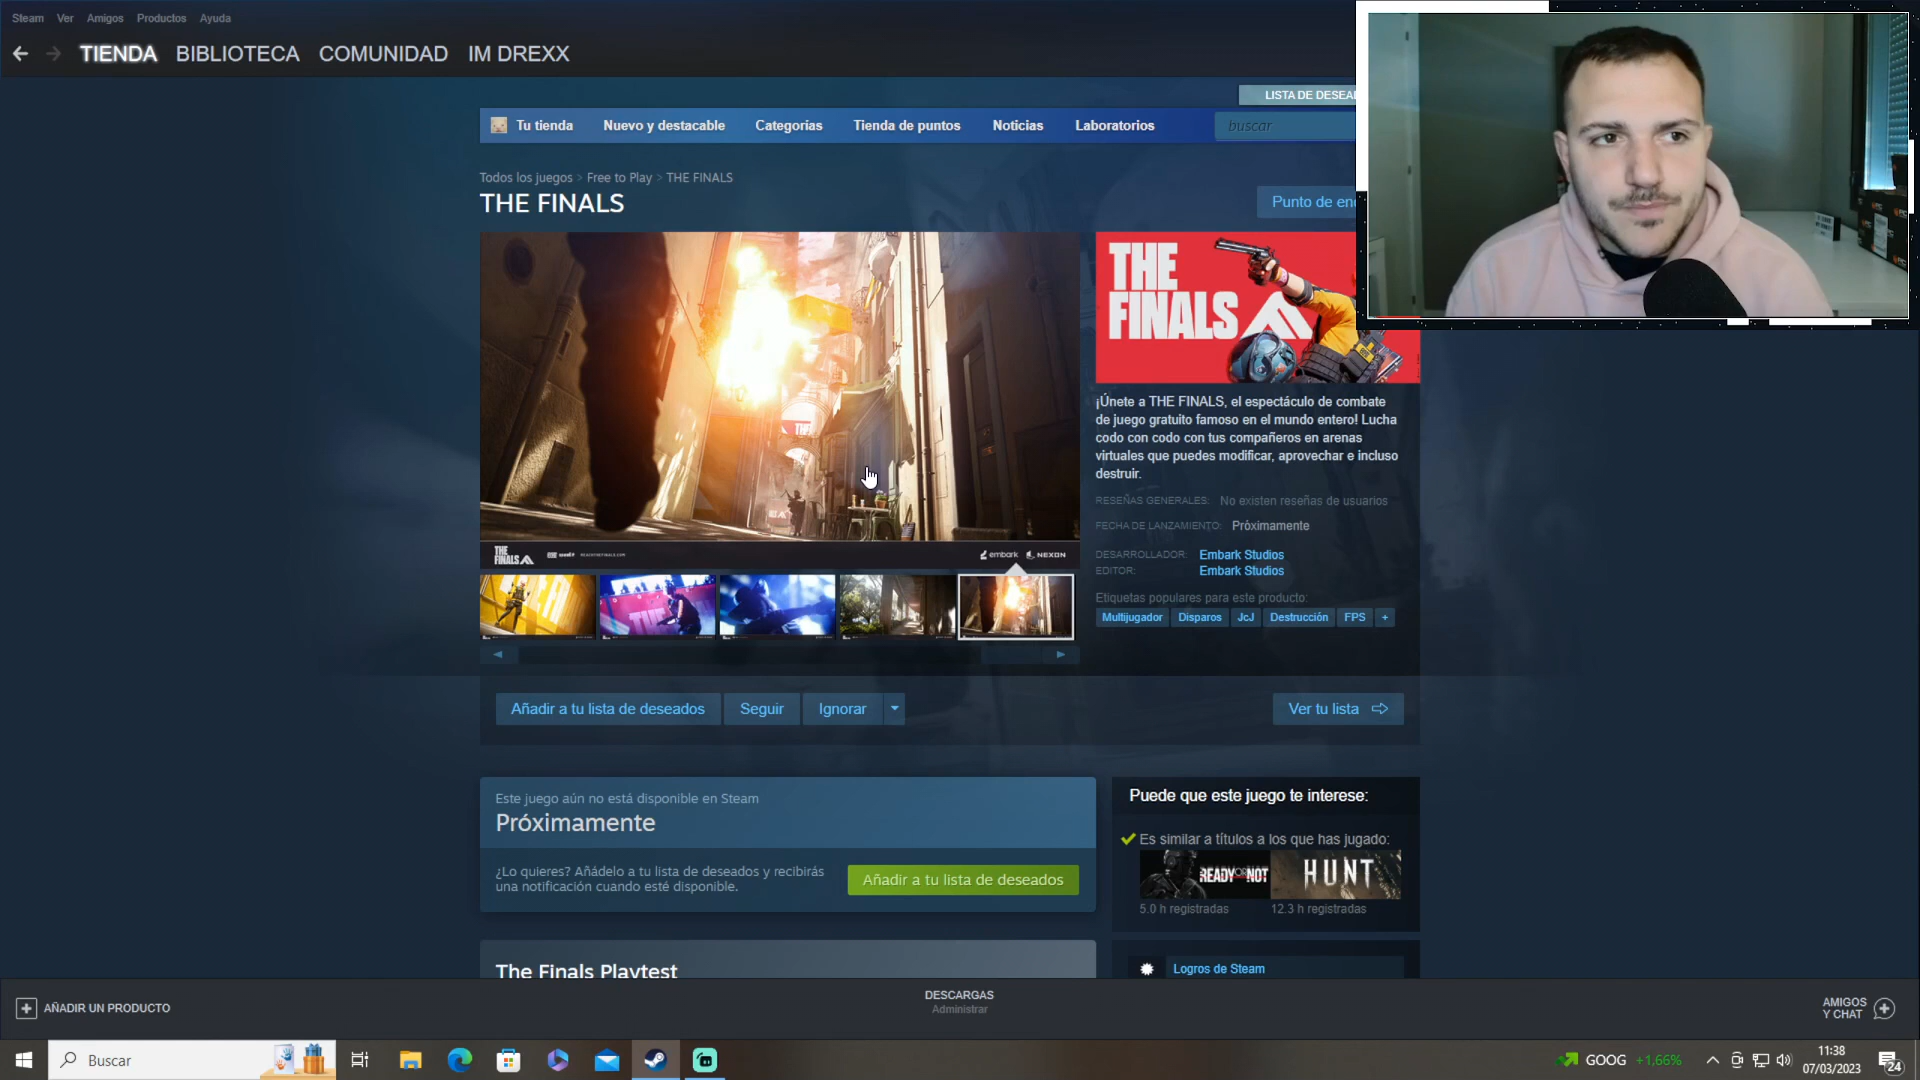 Steam Ver Amigos Productos Ayuda
TIENDA BIBLIOTECA COMUNIDAD IM DREXX
LISTA DE DESEA
Tu tienda Nuevo y destacable Categorías Tienda de puntos Noticias Laboratorios buscar
Todos los juegos > Free to Play > THE FINALS
THE FINALS
Punto de en
THE
FINALS
THE
FINALS
REACHTHEFINALS.COM
embark NEXON
¡Únete a THE FINALS, el espectáculo de combate
de juego gratuito famoso en el mundo entero! Lucha
codo con codo con tus compañeros en arenas
virtuales que puedes modificar, aprovechar e incluso
destruir.
RESEÑAS GENERALES: No existen reseñas de usuarios
FECHA DE LANZAMIENTO: Próximamente
DESARROLLADOR: Embark Studios
EDITOR: Embark Studios
Etiquetas populares para este producto:
Multijugador Disparos JcJ Destrucción FPS +
Añadir a tu lista de deseados Seguir Ignorar Ver tu lista
Este juego aún no está disponible en Steam
Próximamente
¿Lo quieres? Añádelo a tu lista de deseados y recibirás
una notificación cuando esté disponible.
Añadir a tu lista de deseados
Puede que este juego te interese:
Es similar a títulos a los que has jugado:
READY OR NOT HUNT
5.0 h registradas 12.3 h registradas
The Finals Playtest
Logros de Steam
AÑADIR UN PRODUCTO
DESCARGAS
Administrar
AMIGOS
Y CHAT
Buscar
GOOG +1,66%
11:38
07/03/2023
24